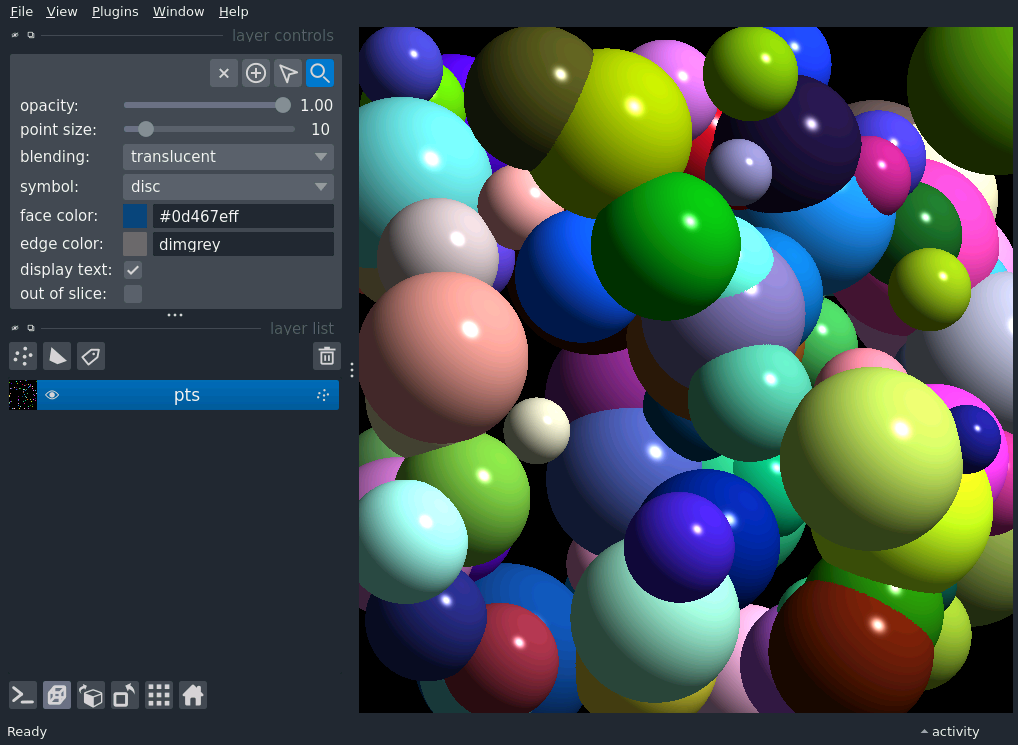 File View Plugins Window Help
layer controls
opacity: 1.00
point size: 10
blending: translucent
symbol: disc
face color: #0d467eff
edge color: dimgrey
display text:
out of slice:
layer list
pts
Ready activity